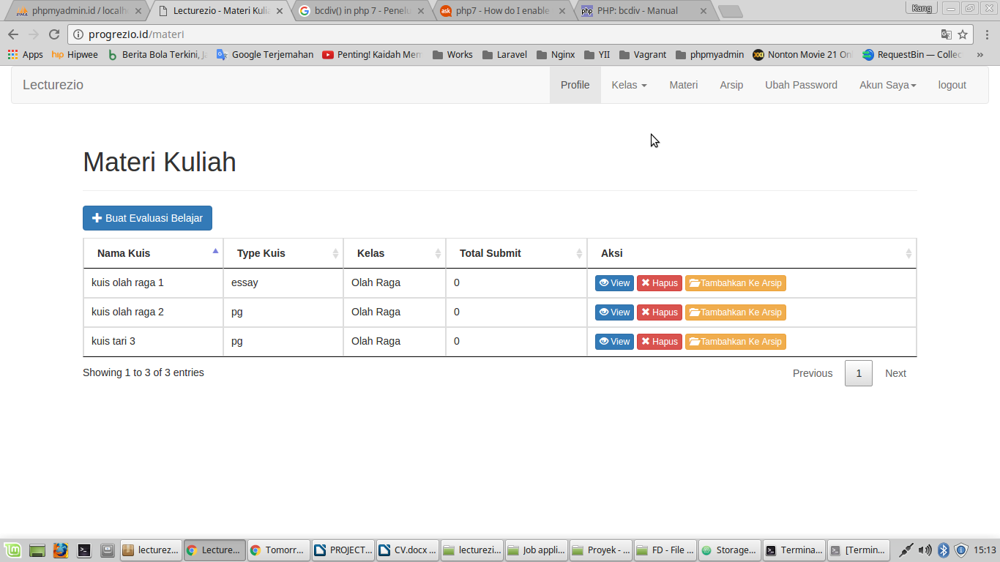 phpmyadmin.id / localh
Lecturezio - Materi Kulia
bcdiv() in php 7 - Penelu
php7 - How do I enable
PHP: bcdiv - Manual
Kang
progrezio.id/materi
Apps Hipwee Berita Bola Terkini, Ja Google Terjemahan Penting! Kaidah Mem Works Laravel Nginx YII Vagrant phpmyadmin Nonton Movie 21 Onl RequestBin — Collec »
Lecturezio Profile Kelas Materi Arsip Ubah Password Akun Saya logout
Materi Kuliah
Buat Evaluasi Belajar
Nama Kuis Type Kuis Kelas Total Submit Aksi
kuis olah raga 1 essay Olah Raga 0 View Hapus Tambahkan Ke Arsip
kuis olah raga 2 pg Olah Raga 0 View Hapus Tambahkan Ke Arsip
kuis tari 3 pg Olah Raga 0 View Hapus Tambahkan Ke Arsip
Showing 1 to 3 of 3 entries Previous 1 Next
lecturez... Lecture... Tomorr... PROJECT... CV.docx ... lecturezi... Job appli... Proyek - ... FD - File ... Storage... Termina... [Termin... 15:13